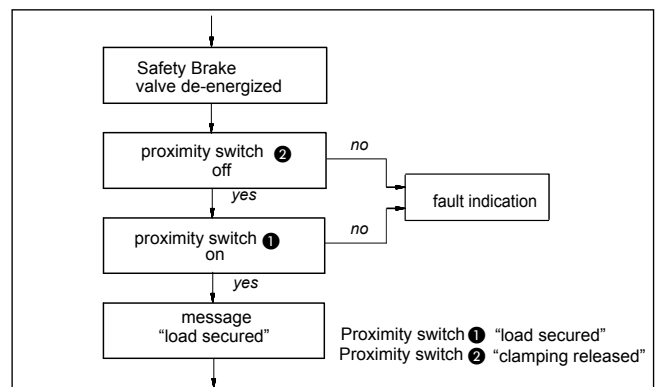 Safety Brake
valve de-energized
proximity switch ❷
off
no
yes
fault indication
proximity switch ❶
on
no
yes
message
“load secured”
Proximity switch ❶ “load secured”
Proximity switch ❷ “clamping released”